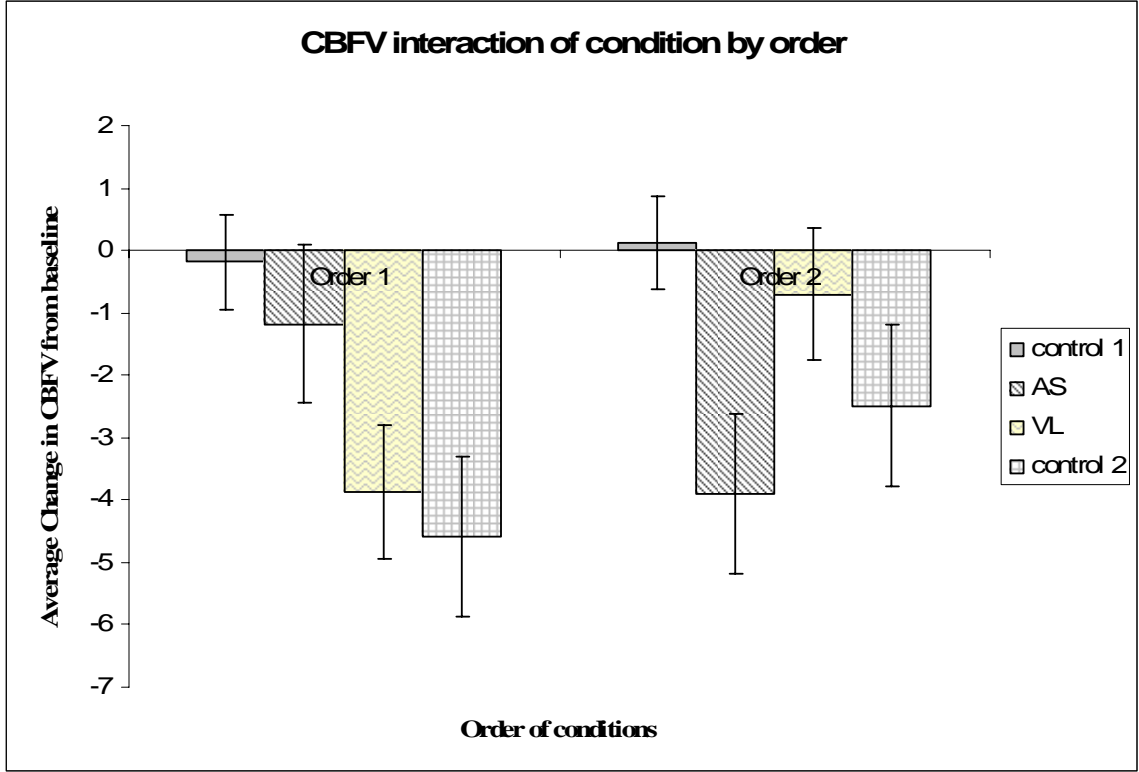 CBFV interaction of condition by order
Average Change in CBFV from baseline
2
1
0
-1
-2
-3
-4
-5
-6
-7
Order 1
Order 2
Order of conditions
control 1
AS
VL
control 2